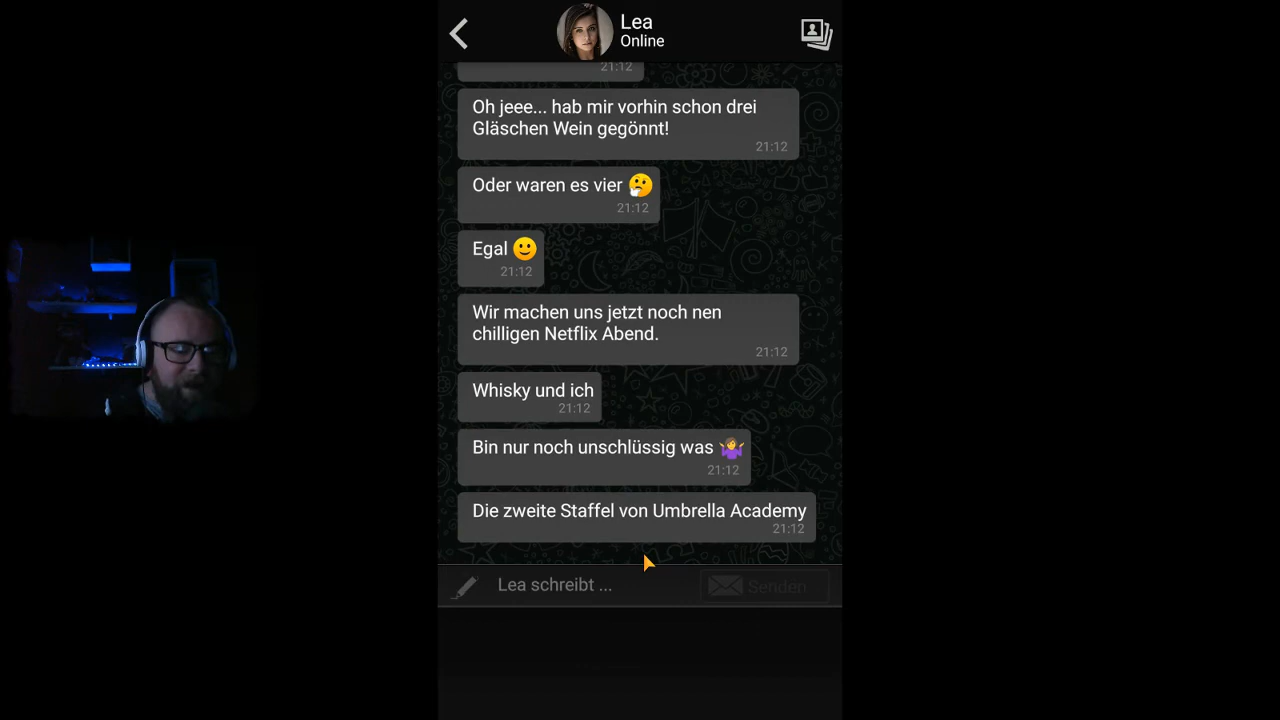 Lea
Online
21:12
Oh jeee... hab mir vorhin schon drei
Gläschen Wein gegönnt!
21:12
Oder waren es vier 🤔
21:12
Egal 🙂
21:12
Wir machen uns jetzt noch nen
chilligen Netflix Abend.
21:12
Whisky und ich
21:12
Bin nur noch unschlüssig was 🤷‍♀️
21:12
Die zweite Staffel von Umbrella Academy
21:12
Lea schreibt ...
Senden